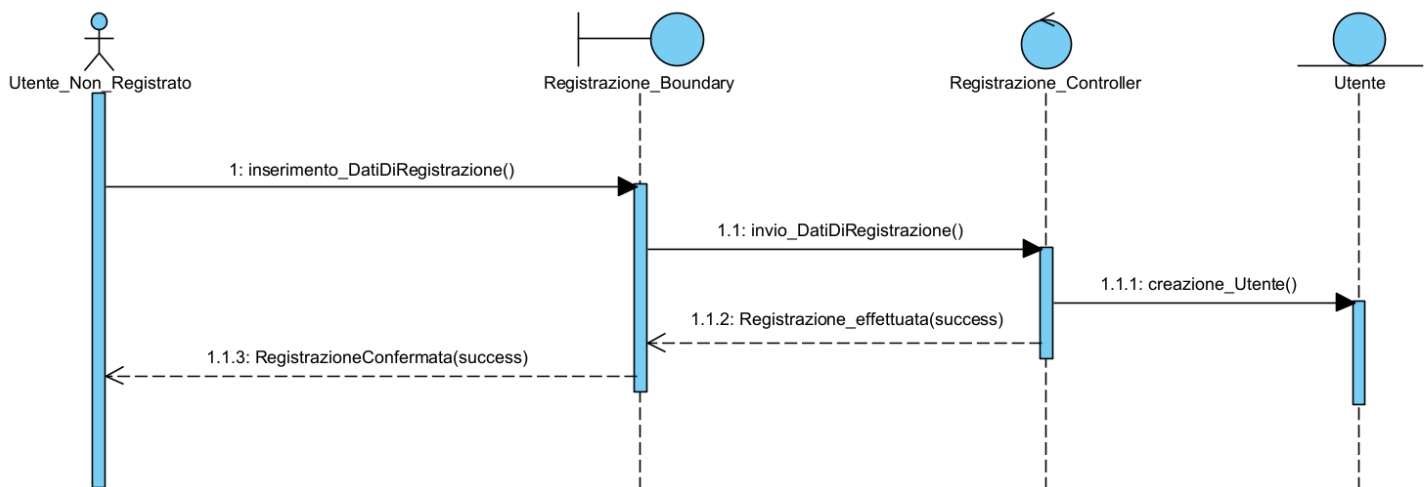 Utente_Non_Registrato
Registrazione_Boundary
Registrazione_Controller
Utente
1: inserimento_DatiDiRegistrazione()
1.1: invio_DatiDiRegistrazione()
1.1.1: creazione_Utente()
1.1.2: Registrazione_effettuata(success)
1.1.3: RegistrazioneConfermata(success)